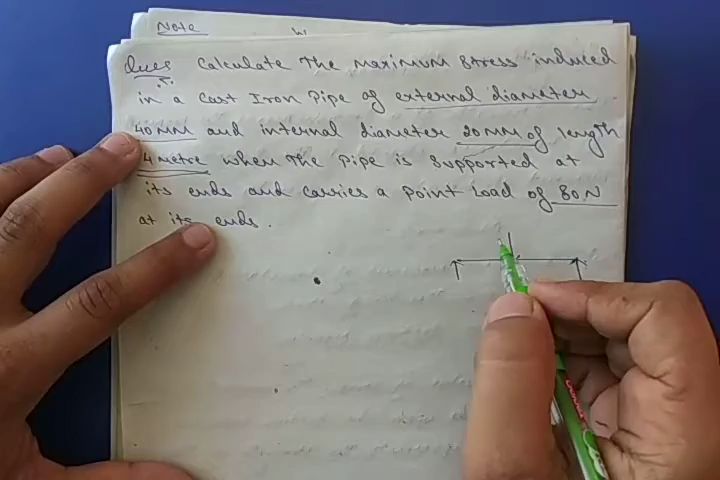 Note
Ques Calculate The maximum stress induced
in a Cast Iron Pipe of external diameter
40 MM and internal diameter 20 MM of length
4 metre when The Pipe is supported at
its ends and carries a Point Load of 80 N
at its ends.